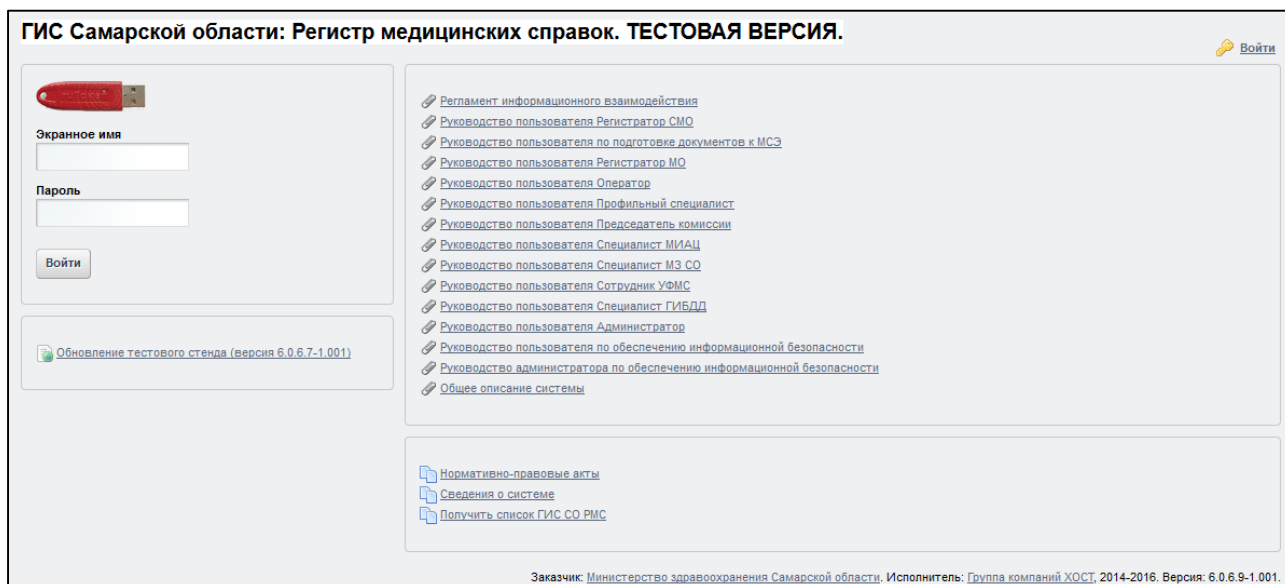 ГИС Самарской области: Регистр медицинских справок. ТЕСТОВАЯ ВЕРСИЯ.
Войти
Экранное имя
Пароль
Войти
Обновление тестового стенда (версия 6.0.6.7-1.001)
Регламент информационного взаимодействия
Руководство пользователя Регистратор СМО
Руководство пользователя по подготовке документов к МСЭ
Руководство пользователя Регистратор МО
Руководство пользователя Оператор
Руководство пользователя Профильный специалист
Руководство пользователя Председатель комиссии
Руководство пользователя Специалист МИАЦ
Руководство пользователя Специалист МЗ СО
Руководство пользователя Сотрудник УФМС
Руководство пользователя Специалист ГИБДД
Руководство пользователя Администратор
Руководство пользователя по обеспечению информационной безопасности
Руководство администратора по обеспечению информационной безопасности
Общее описание системы
Нормативно-правовые акты
Сведения о системе
Получить список ГИС СО РМС
Заказчик: Министерство здравоохранения Самарской области. Исполнитель: Группа компаний ХОСТ, 2014-2016. Версия: 6.0.6.9-1.001.